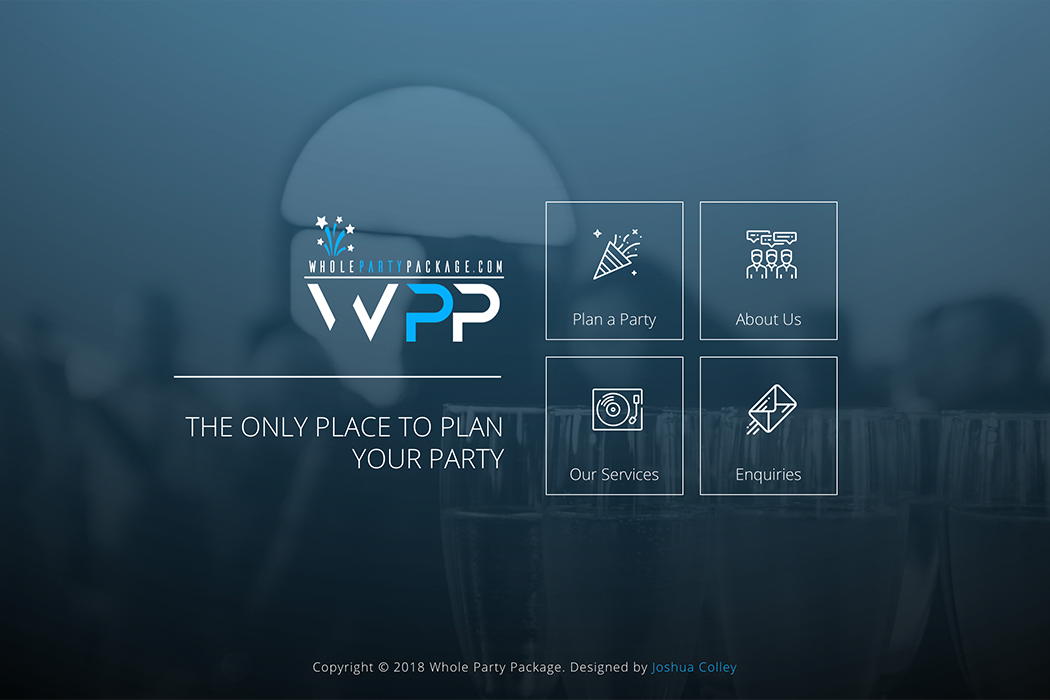 WHOLEPARTYPACKAGE.COM
WPP
THE ONLY PLACE TO PLAN
YOUR PARTY
Plan a Party
About Us
Our Services
Enquiries
Copyright © 2018 Whole Party Package. Designed by Joshua Colley